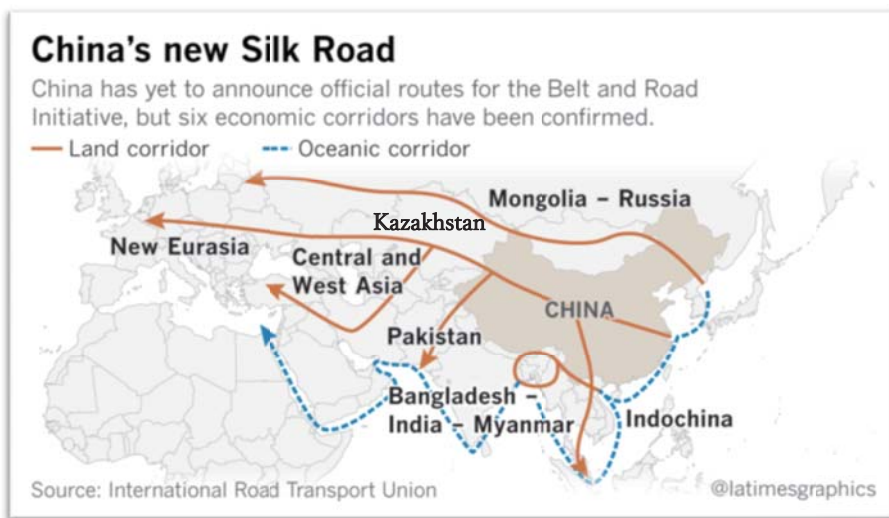 China's new Silk Road
China has yet to announce official routes for the Belt and Road
Initiative, but six economic corridors have been confirmed.
Land corridor
Oceanic corridor
Mongolia – Russia
Kazakhstan
New Eurasia
Central and
West Asia
CHINA
Pakistan
Bangladesh –
India – Myanmar
Indochina
Source: International Road Transport Union
@latimesgraphics